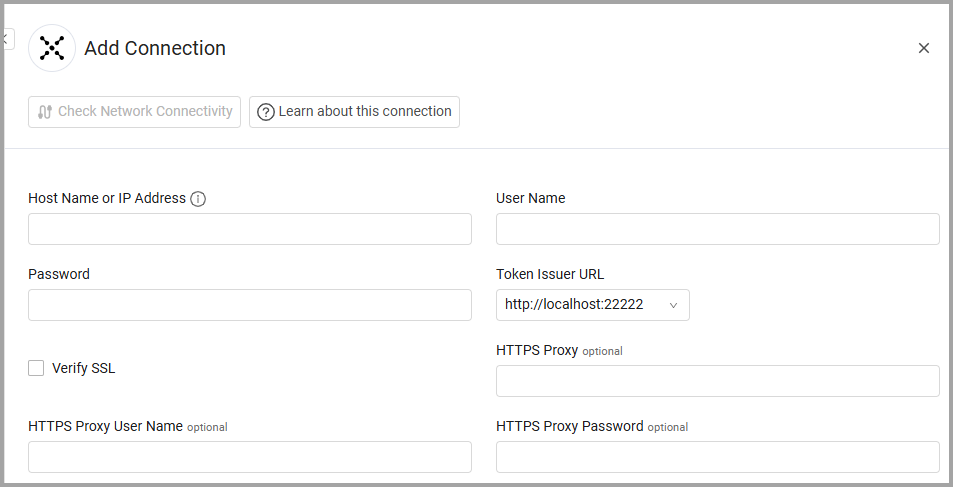 Add Connection
Check Network Connectivity
Learn about this connection
Host Name or IP Address
User Name
Password
Token Issuer URL
http://localhost:22222
Verify SSL
HTTPS Proxy optional
HTTPS Proxy User Name optional
HTTPS Proxy Password optional